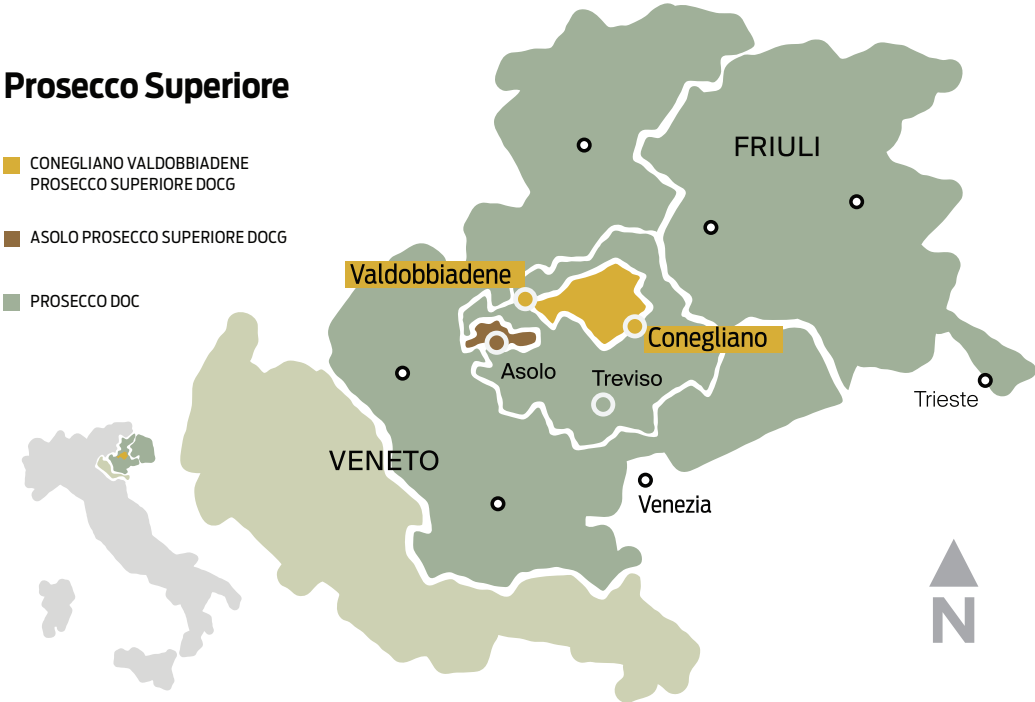 Prosecco Superiore
CONEGLIANO VALDOBBIADENE
PROSECCO SUPERIORE DOCG
ASOLO PROSECCO SUPERIORE DOCG
PROSECCO DOC
FRIULI
Valdobbiadene
Conegliano
Asolo
Treviso
Trieste
VENETO
Venezia
N